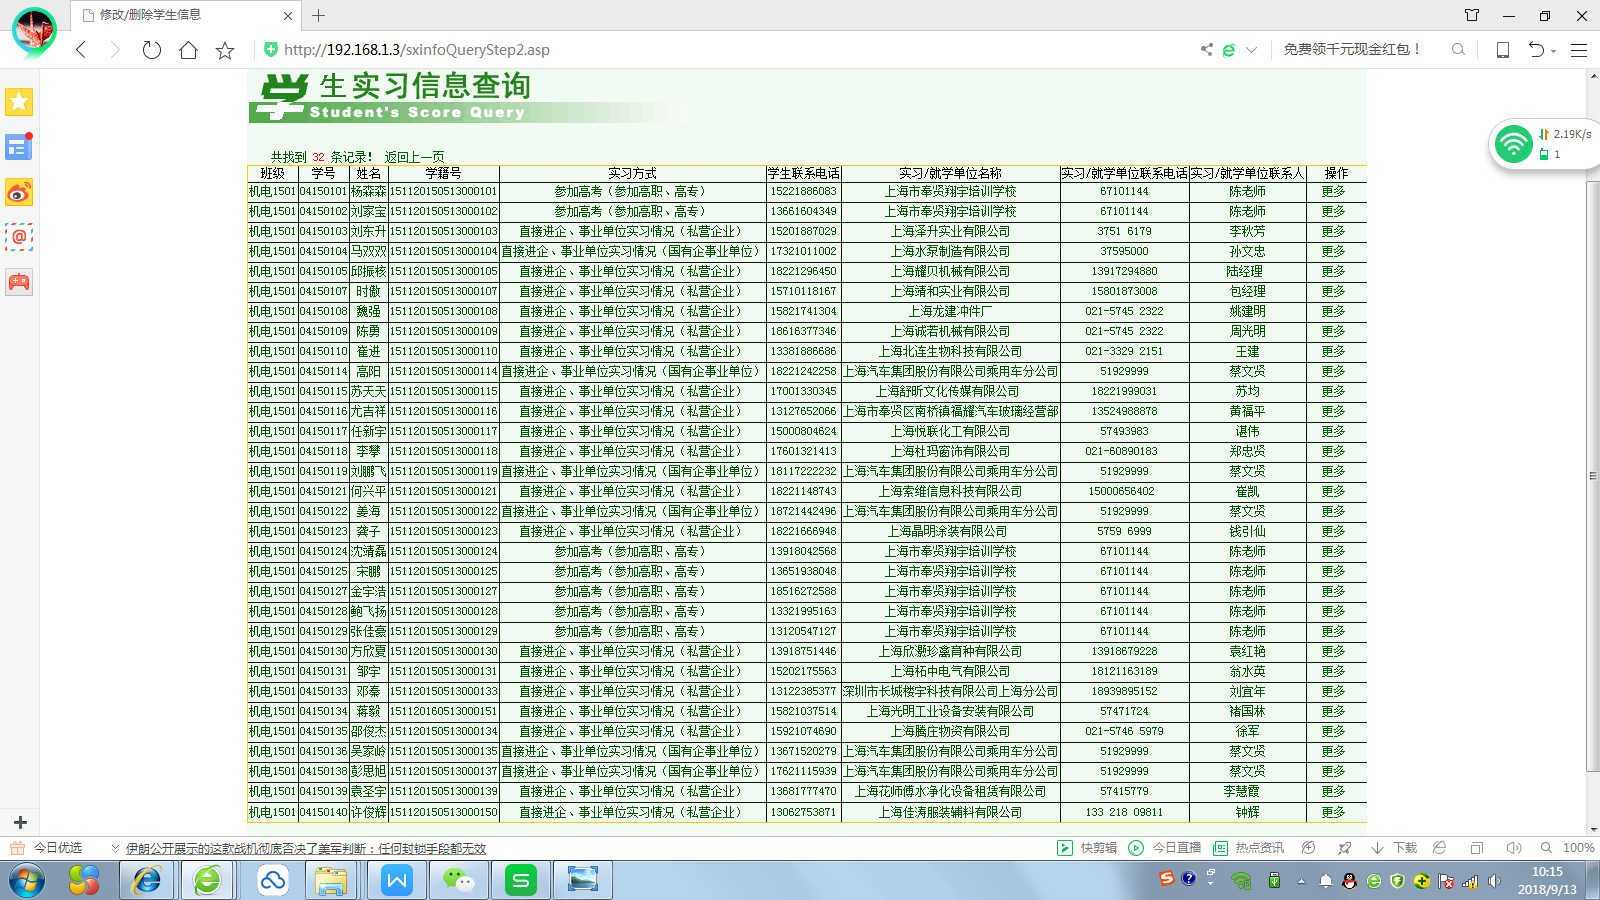 修改/删除学生信息
http://192.168.1.3/sxinfoQueryStep2.asp
免费领千元现金红包！
2.19K/s
1
学生实习信息查询
Student's Score Query
共找到 32 条记录！ 返回上一页
班级 学号 姓名 学籍号 实习方式 学生联系电话 实习/就学单位名称 实习/就学单位联系电话 实习/就学单位联系人 操作
机电1501 04150101 杨森森 151120150513000101 参加高考（参加高职、高专） 15221886083 上海市奉贤翔宇培训学校 67101144 陈老师 更多
机电1501 04150102 刘家宝 151120150513000102 参加高考（参加高职、高专） 13661604349 上海市奉贤翔宇培训学校 67101144 陈老师 更多
机电1501 04150103 刘东升 151120150513000103 直接进企、事业单位实习情况（私营企业） 15201887029 上海泽升实业有限公司 3751 6179 李秋芳 更多
机电1501 04150104 马双双 151120150513000104 直接进企、事业单位实习情况（国有企事业单位） 17321011002 上海水泵制造有限公司 37595000 孙文忠 更多
机电1501 04150105 邱振核 151120150513000105 直接进企、事业单位实习情况（私营企业） 18221296450 上海耀贝机械有限公司 13917294880 陆经理 更多
机电1501 04150107 时傲 151120150513000107 直接进企、事业单位实习情况（私营企业） 15710118167 上海靖和实业有限公司 15801873008 包经理 更多
机电1501 04150108 魏强 151120150513000108 直接进企、事业单位实习情况（私营企业） 15821741304 上海龙建冲件厂 021-5745 2322 姚建明 更多
机电1501 04150109 陈勇 151120150513000109 直接进企、事业单位实习情况（私营企业） 18616377346 上海诚若机械有限公司 021-5745 2322 周光明 更多
机电1501 04150110 崔进 151120150513000110 直接进企、事业单位实习情况（私营企业） 13381886686 上海北连生物科技有限公司 021-3329 2151 王建 更多
机电1501 04150114 高阳 151120150513000114 直接进企、事业单位实习情况（国有企事业单位） 18221242258 上海汽车集团股份有限公司乘用车分公司 51929999 蔡文贤 更多
机电1501 04150115 苏天天 151120150513000115 直接进企、事业单位实习情况（私营企业） 17001330345 上海舒昕文化传媒有限公司 18221999031 苏均 更多
机电1501 04150116 尤吉祥 151120150513000116 直接进企、事业单位实习情况（私营企业） 13127652066 上海市奉贤区南桥镇福耀汽车玻璃经营部 13524988878 黄福平 更多
机电1501 04150117 任新宇 151120150513000117 直接进企、事业单位实习情况（私营企业） 15000804624 上海悦联化工有限公司 57493983 谌伟 更多
机电1501 04150118 李攀 151120150513000118 直接进企、事业单位实习情况（私营企业） 17601321413 上海杜玛窗饰有限公司 021-60890183 郑忠贤 更多
机电1501 04150119 刘鹏飞 151120150513000119 直接进企、事业单位实习情况（国有企事业单位） 18117222232 上海汽车集团股份有限公司乘用车分公司 51929999 蔡文贤 更多
机电1501 04150121 何兴平 151120150513000121 直接进企、事业单位实习情况（私营企业） 18221148743 上海索维信息科技有限公司 15000656402 崔凯 更多
机电1501 04150122 姜海 151120150513000122 直接进企、事业单位实习情况（国有企事业单位） 18721442496 上海汽车集团股份有限公司乘用车分公司 51929999 蔡文贤 更多
机电1501 04150123 龚子 151120150513000123 直接进企、事业单位实习情况（私营企业） 18221666948 上海晶明涂装有限公司 5759 6999 钱引仙 更多
机电1501 04150124 沈靖磊 151120150513000124 参加高考（参加高职、高专） 13918042568 上海市奉贤翔宇培训学校 67101144 陈老师 更多
机电1501 04150125 宋鹏 151120150513000125 参加高考（参加高职、高专） 13651938048 上海市奉贤翔宇培训学校 67101144 陈老师 更多
机电1501 04150127 金宇浩 151120150513000127 参加高考（参加高职、高专） 18516272588 上海市奉贤翔宇培训学校 67101144 陈老师 更多
机电1501 04150128 鲍飞扬 151120150513000128 参加高考（参加高职、高专） 13321995163 上海市奉贤翔宇培训学校 67101144 陈老师 更多
机电1501 04150129 张佳豪 151120150513000129 参加高考（参加高职、高专） 13120547127 上海市奉贤翔宇培训学校 67101144 陈老师 更多
机电1501 04150130 方欣夏 151120150513000130 直接进企、事业单位实习情况（私营企业） 13918751446 上海欣灏珍禽育种有限公司 13918679228 袁红艳 更多
机电1501 04150131 邹宇 151120150513000131 直接进企、事业单位实习情况（私营企业） 15202175563 上海柘中电气有限公司 18121163189 翁水英 更多
机电1501 04150133 邓秦 151120150513000133 直接进企、事业单位实习情况（私营企业） 13122385377 深圳市长城楼宇科技有限公司上海分公司 18939895152 刘宜年 更多
机电1501 04150134 蒋毅 151120160513000151 直接进企、事业单位实习情况（私营企业） 15821037514 上海光明工业设备安装有限公司 57471724 褚国林 更多
机电1501 04150135 邵俊杰 151120150513000134 直接进企、事业单位实习情况（私营企业） 15921074690 上海腾庄物资有限公司 021-5746 5979 徐军 更多
机电1501 04150136 吴家岭 151120150513000135 直接进企、事业单位实习情况（国有企事业单位） 13671520279 上海汽车集团股份有限公司乘用车分公司 51929999 蔡文贤 更多
机电1501 04150138 彭思旭 151120150513000137 直接进企、事业单位实习情况（国有企事业单位） 17621115939 上海汽车集团股份有限公司乘用车分公司 51929999 蔡文贤 更多
机电1501 04150139 袁圣宇 151120150513000139 直接进企、事业单位实习情况（私营企业） 13681777470 上海花师傅水净化设备租赁有限公司 57415779 李慧霞 更多
机电1501 04150140 许俊辉 151120150513000150 直接进企、事业单位实习情况（私营企业） 13062753871 上海佳涛服装辅料有限公司 133 218 09811 钟辉 更多
今日优选 伊朗公开展示的这款战机彻底否决了美军判断：任何封锁手段都无效 快剪辑 今日直播 热点资讯 下载 100%
10:15
2018/9/13